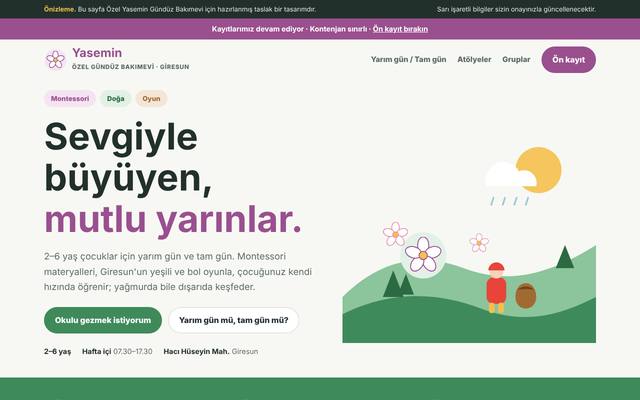 Önizleme. Bu sayfa Özel Yasemin Gündüz Bakımevi için hazırlanmış taslak bir tasarımdır.
Sarı işaretli bilgiler sizin onayınızla güncellenecektir.
Kayıtlarımız devam ediyor · Kontenjan sınırlı · Ön kayıt bırakın
Yasemin
ÖZEL GÜNDÜZ BAKIMEVİ · GİRESUN
Yarım gün / Tam gün
Atölyeler
Gruplar
Ön kayıt
Montessori
Doğa
Oyun
Sevgiyle
büyüyen,
mutlu yarınlar.
2–6 yaş çocuklar için yarım gün ve tam gün. Montessori
materyalleri, Giresun'un yeşili ve bol oyunla, çocuğunuz kendi
hızında öğrenir; yağmurda bile dışarıda keşfeder.
Okulu gezmek istiyorum
Yarım gün mü, tam gün mü?
2–6 yaş
Hafta içi 07.30–17.30
Hacı Hüseyin Mah. Giresun